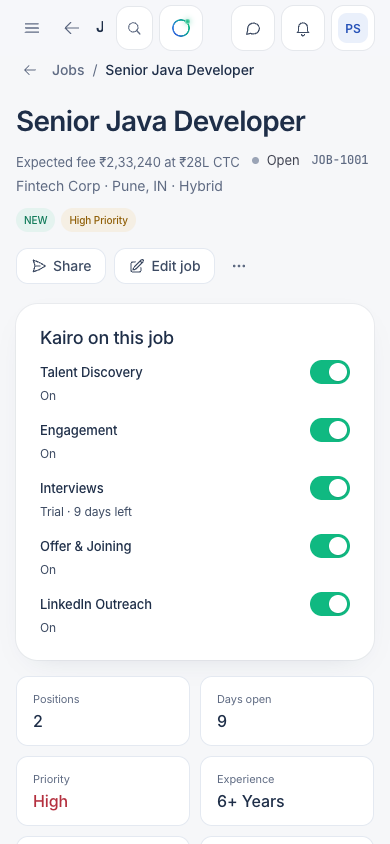 J
PS
Jobs / Senior Java Developer
Senior Java Developer
Expected fee ₹2,33,240 at ₹28L CTC Open JOB-1001
Fintech Corp · Pune, IN · Hybrid
NEW High Priority
Share Edit job ···
Kairo on this job
Talent Discovery
On
Engagement
On
Interviews
Trial · 9 days left
Offer & Joining
On
LinkedIn Outreach
On
Positions Days open
2 9
Priority Experience
High 6+ Years